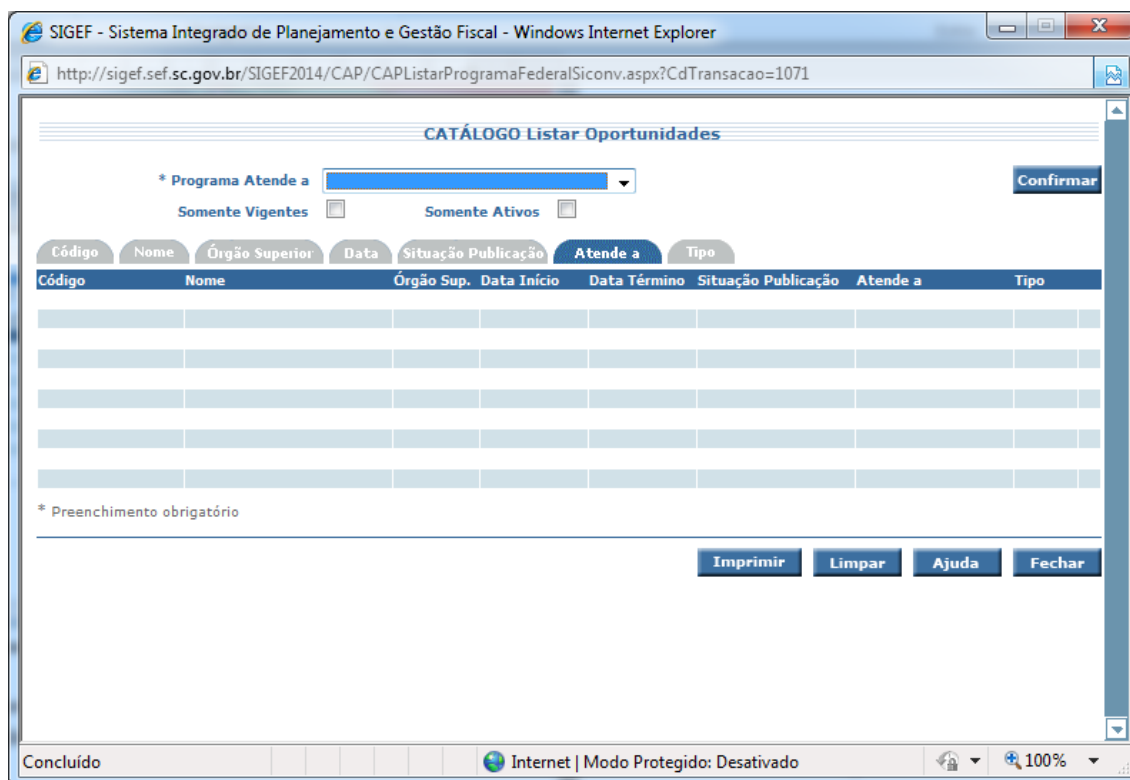 SIGEF - Sistema Integrado de Planejamento e Gestão Fiscal - Windows Internet Explorer
http://sigef.sef.sc.gov.br/SIGEF2014/CAP/CAPListarProgramaFederalSiconv.aspx?CdTransacao=1071
CATÁLOGO Listar Oportunidades
* Programa Atende a Confirmar
Somente Vigentes Somente Ativos
Código Nome Órgão Superior Data Situação Publicação Atende a Tipo
Código Nome Órgão Sup. Data Início Data Término Situação Publicação Atende a Tipo
* Preenchimento obrigatório
Imprimir Limpar Ajuda Fechar
Concluído Internet | Modo Protegido: Desativado 100%